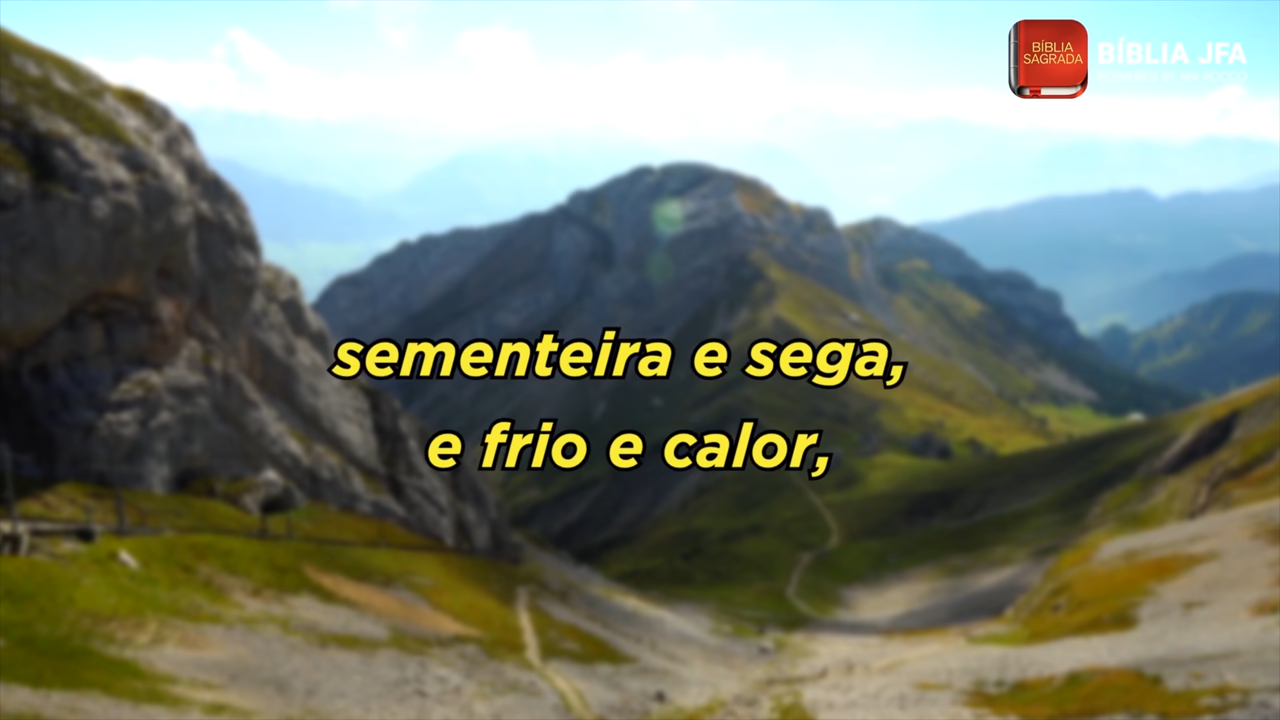 BÍBLIA
SAGRADA
BÍBLIA JFA
sementeira e sega,
e frio e calor,